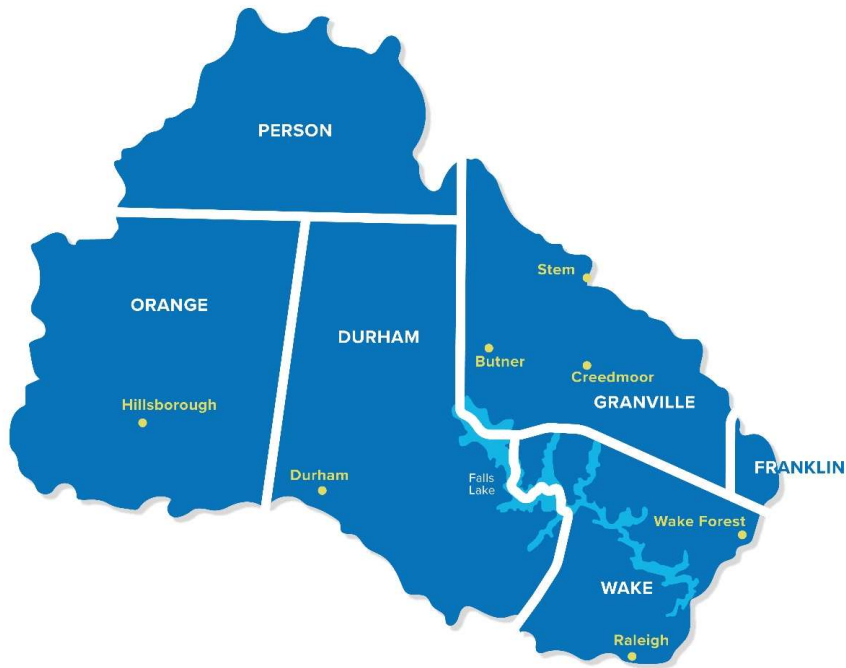 PERSON
Stem
ORANGE
DURHAM
Butner
Creedmoor
GRANVILLE
Hillsborough
FRANKLIN
Durham
Falls
Lake
Wake Forest
WAKE
Raleigh